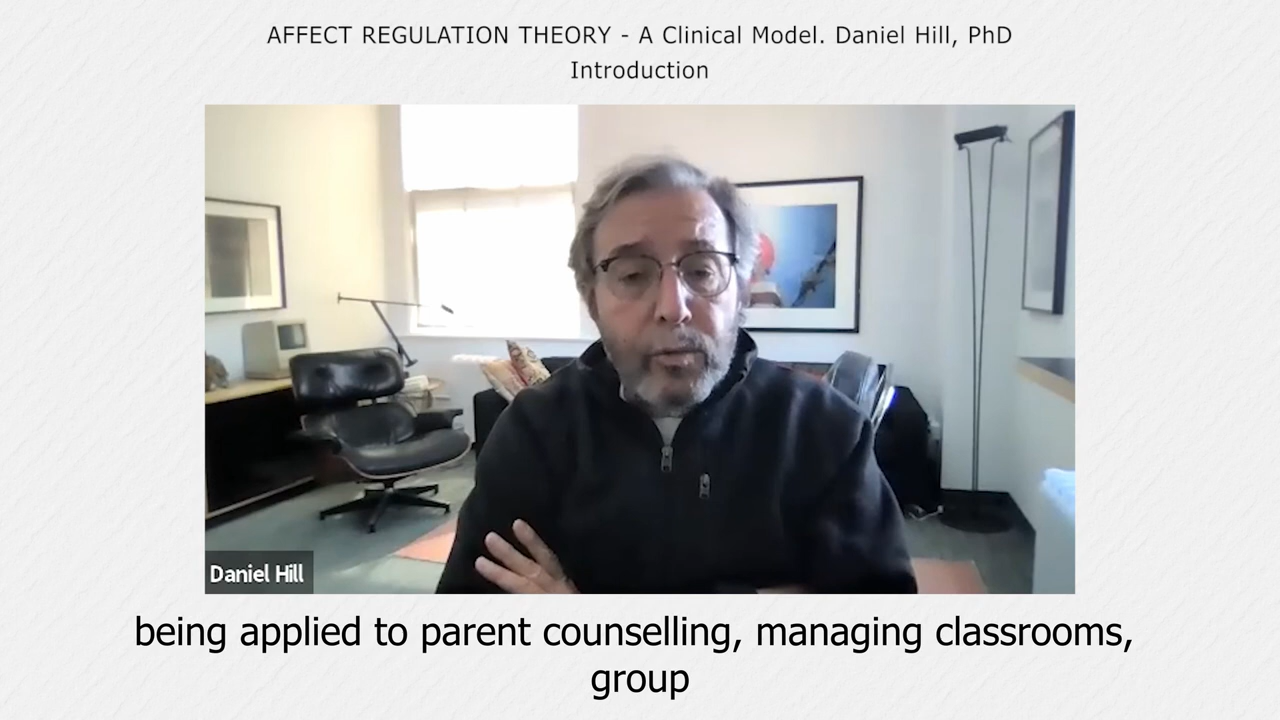 AFFECT REGULATION THEORY - A Clinical Model. Daniel Hill, PhD
Introduction
Daniel Hill
being applied to parent counselling, managing classrooms,
group